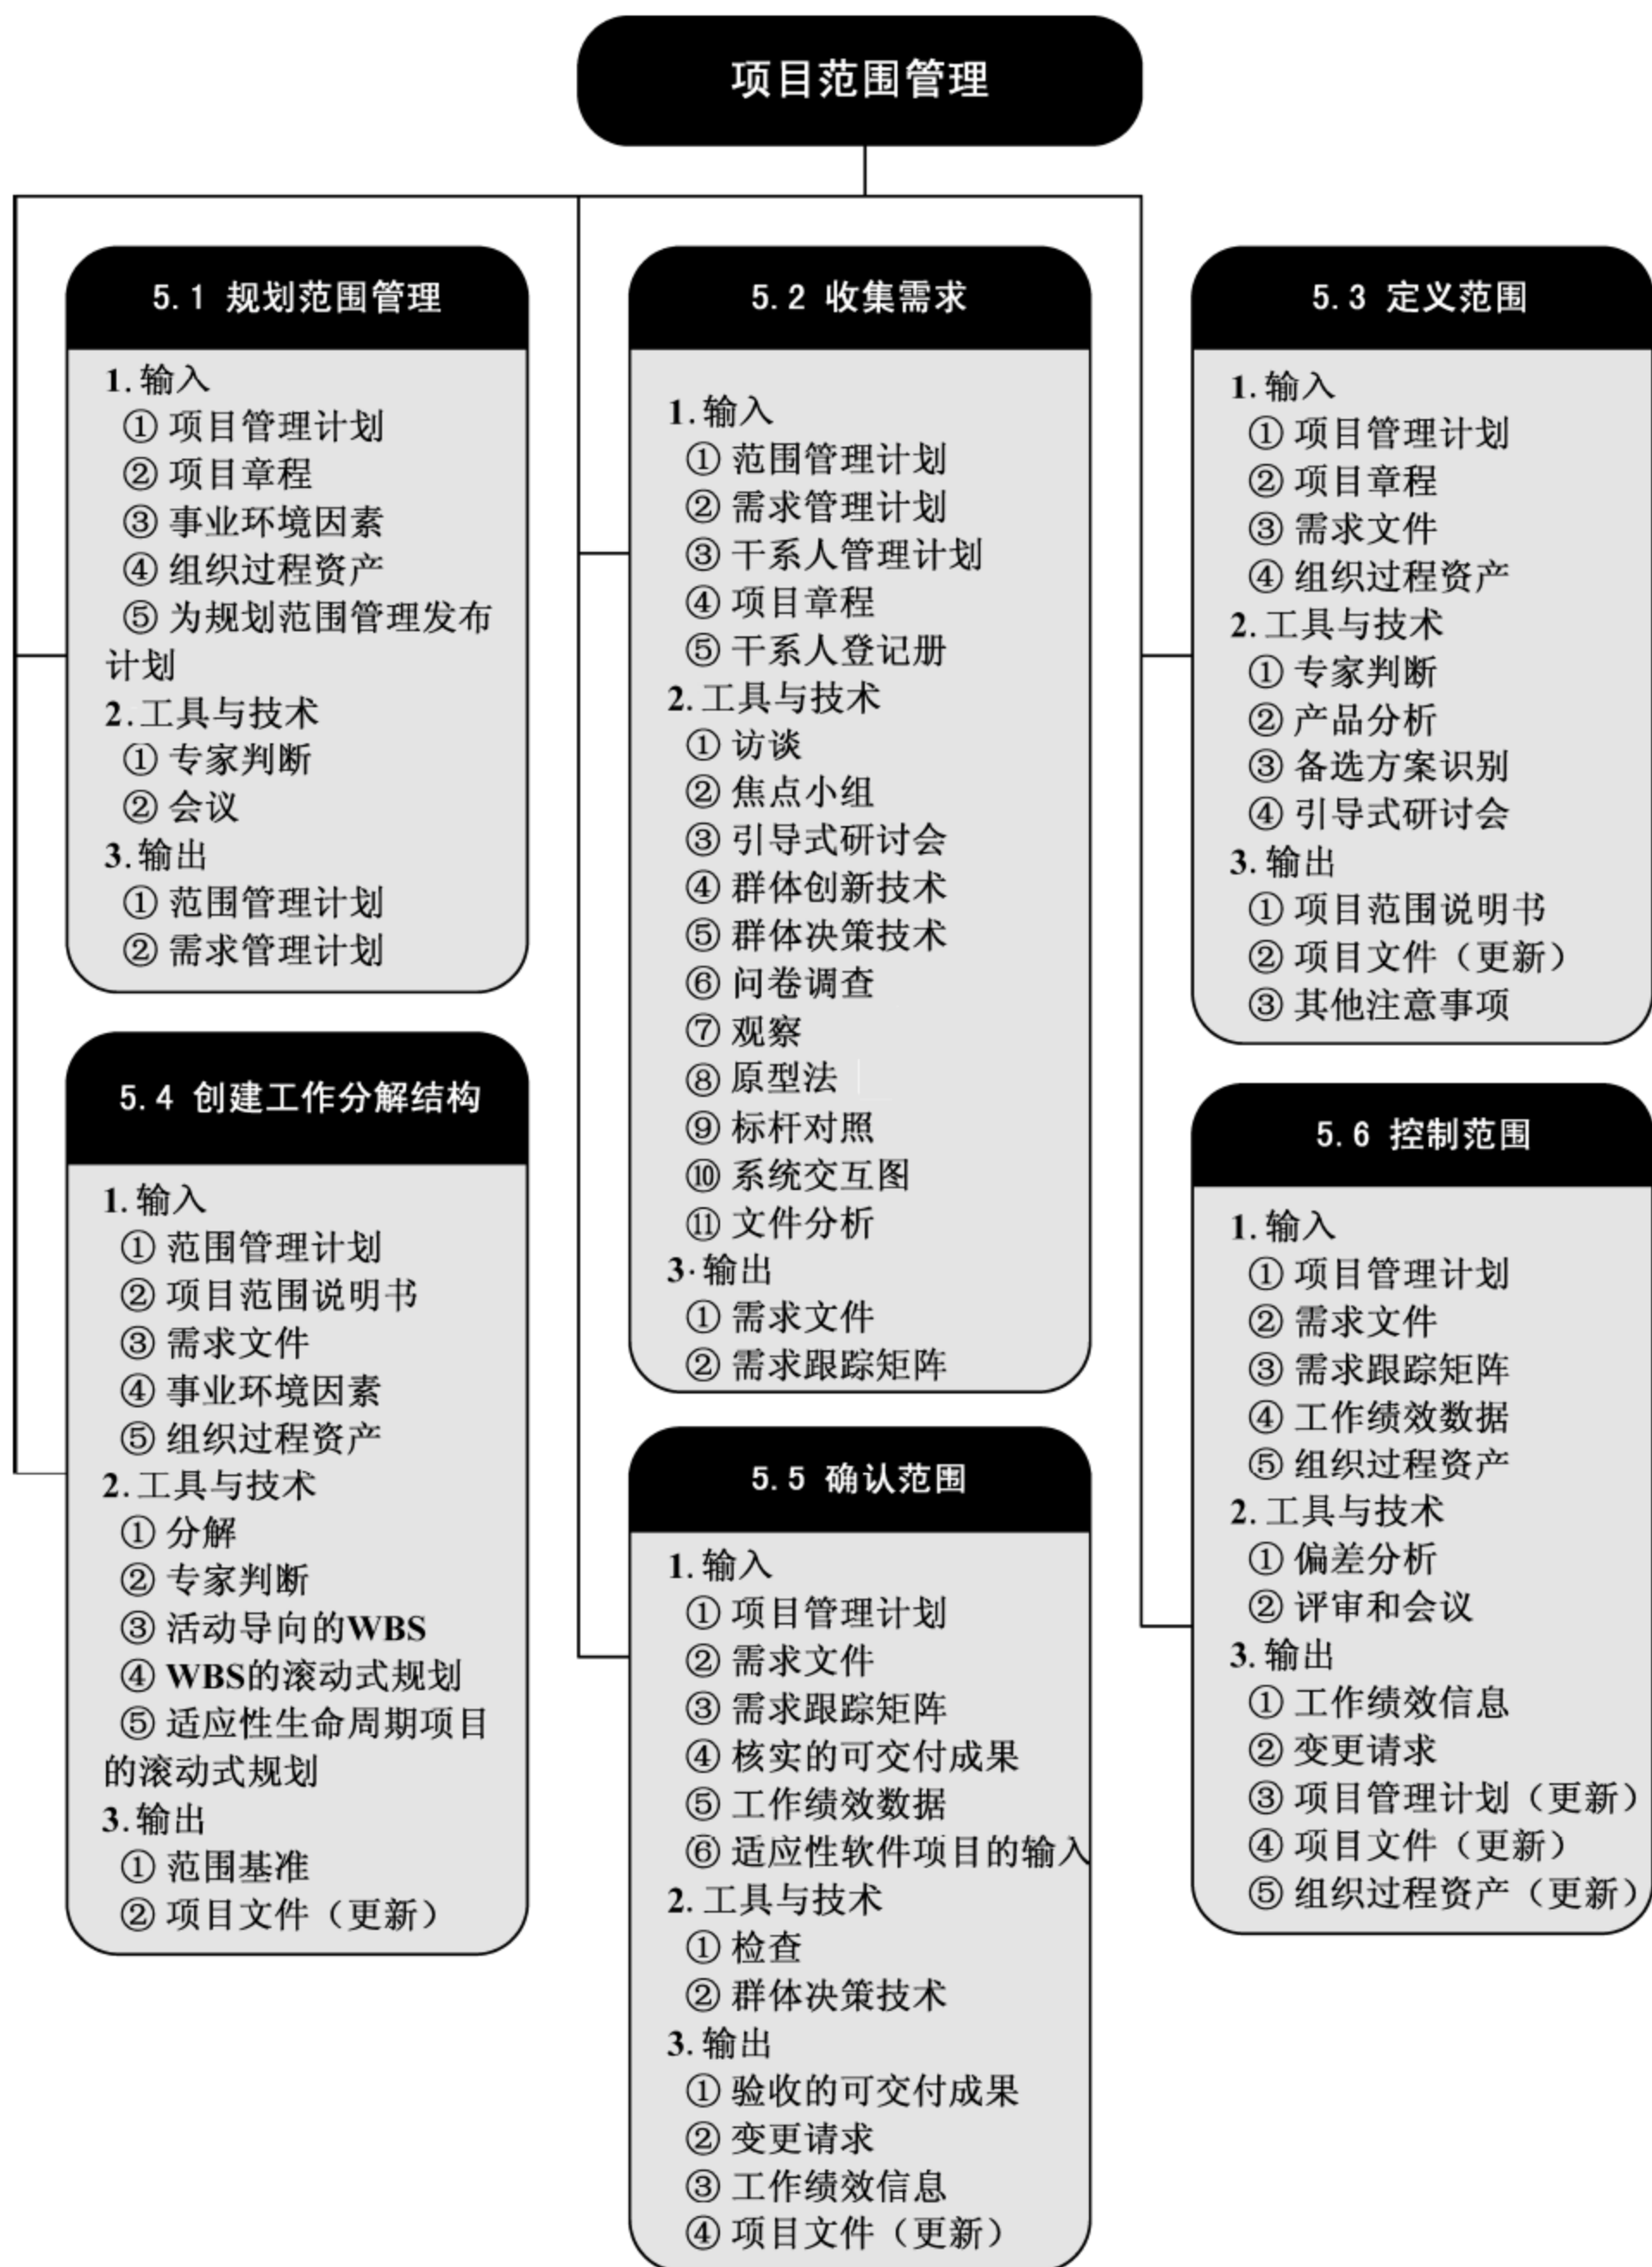 项目范围管理
5.1 规划范围管理
1.输入
① 项目管理计划
② 项目章程
③ 事业环境因素
④ 组织过程资产
⑤ 为规划范围管理发布
计划
2.工具与技术
① 专家判断
② 会议
3.输出
① 范围管理计划
② 需求管理计划
5.2 收集需求
1.输入
① 范围管理计划
② 需求管理计划
③ 干系人管理计划
④ 项目章程
⑤ 干系人登记册
2.工具与技术
① 访谈
② 焦点小组
③ 引导式研讨会
④ 群体创新技术
⑤ 群体决策技术
⑥ 问卷调查
⑦ 观察
⑧ 原型法
⑨ 标杆对照
⑩ 系统交互图
⑪ 文件分析
3·输出
① 需求文件
② 需求跟踪矩阵
5.3 定义范围
1.输入
① 项目管理计划
② 项目章程
③ 需求文件
④ 组织过程资产
2.工具与技术
① 专家判断
② 产品分析
③ 备选方案识别
④ 引导式研讨会
3.输出
① 项目范围说明书
② 项目文件（更新）
③ 其他注意事项
5.4 创建工作分解结构
1.输入
① 范围管理计划
② 项目范围说明书
③ 需求文件
④ 事业环境因素
⑤ 组织过程资产
2.工具与技术
① 分解
② 专家判断
③ 活动导向的WBS
④ WBS的滚动式规划
⑤ 适应性生命周期项目
的滚动式规划
3.输出
① 范围基准
② 项目文件（更新）
5.5 确认范围
1.输入
① 项目管理计划
② 需求文件
③ 需求跟踪矩阵
④ 核实的可交付成果
⑤ 工作绩效数据
⑥ 适应性软件项目的输入
2.工具与技术
① 检查
② 群体决策技术
3.输出
① 验收的可交付成果
② 变更请求
③ 工作绩效信息
④ 项目文件（更新）
5.6 控制范围
1.输入
① 项目管理计划
② 需求文件
③ 需求跟踪矩阵
④ 工作绩效数据
⑤ 组织过程资产
2.工具与技术
① 偏差分析
② 评审和会议
3.输出
① 工作绩效信息
② 变更请求
③ 项目管理计划（更新）
④ 项目文件（更新）
⑤ 组织过程资产（更新）